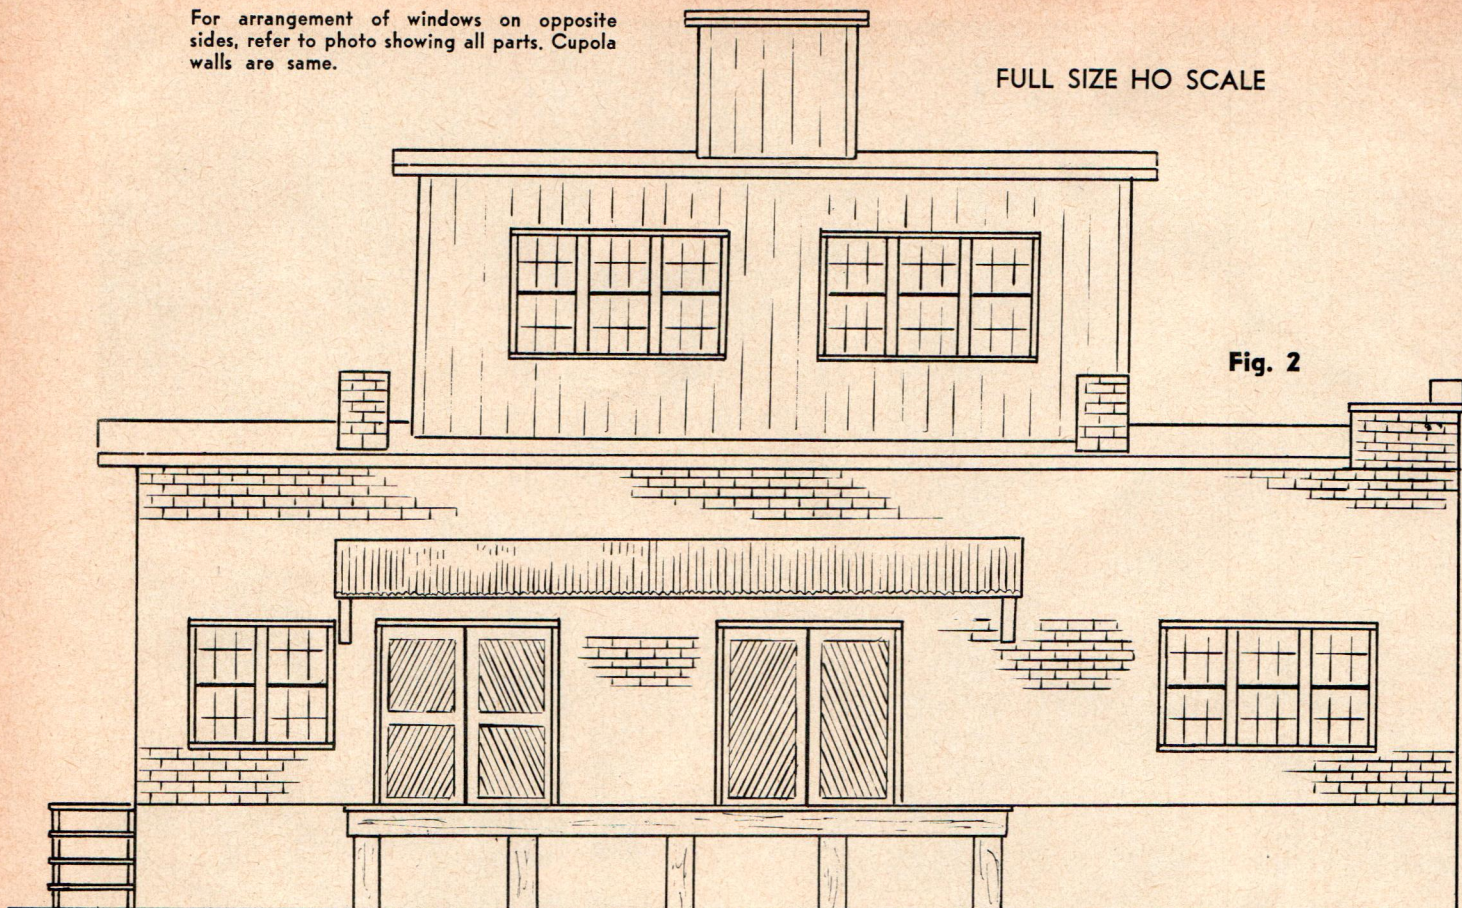 For arrangement of windows on opposite
sides, refer to photo showing all parts. Cupola
walls are same.
FULL SIZE HO SCALE
Fig. 2